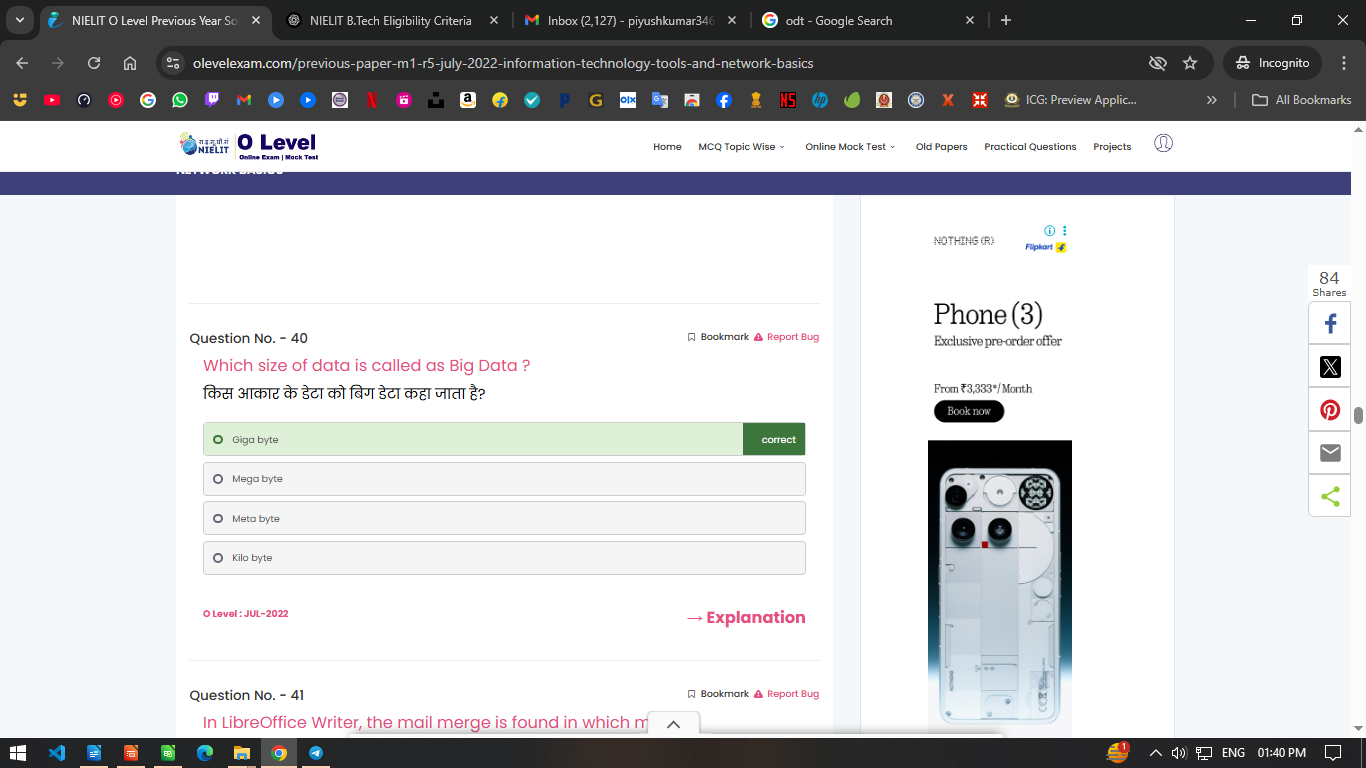 NIELIT O Level Previous Year So
NIELIT B.Tech Eligibility Criteria
Inbox (2,127) - piyushkumar346
odt - Google Search
olevelexam.com/previous-paper-m1-r5-july-2022-information-technology-tools-and-network-basics
Incognito
ICG: Preview Applic...
All Bookmarks
NIELIT
O Level
Online Exam | Mock Test
Home
MCQ Topic Wise
Online Mock Test
Old Papers
Practical Questions
Projects
NETWORK BASICS
NOTHING (R)
Flipkart
Phone (3)
Exclusive pre-order offer
From ₹3,333*/Month
Book now
84
Shares
Question No. - 40
Bookmark
Report Bug
Which size of data is called as Big Data ?
किस आकार के डेटा को बिग डेटा कहा जाता है?
Giga byte
correct
Mega byte
Meta byte
Kilo byte
O Level : JUL-2022
→ Explanation
Question No. - 41
Bookmark
Report Bug
In LibreOffice Writer, the mail merge is found in which m
1
ENG
01:40 PM